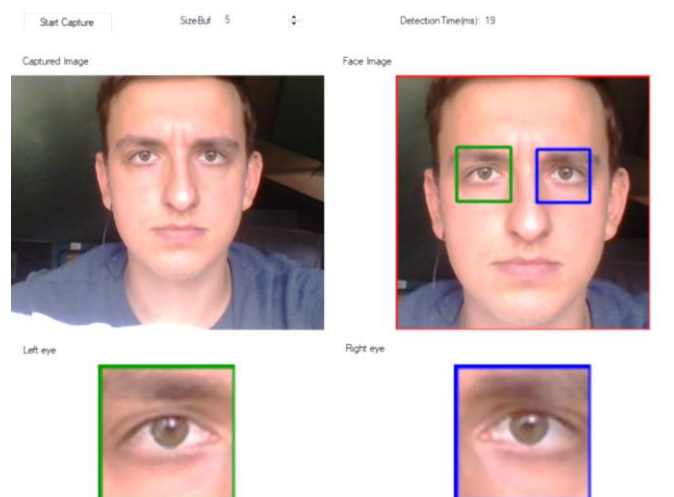 Start Capture SizeBuf 5 DetectionTime(ms): 19
Captured Image: Face Image
Left eye Right eye